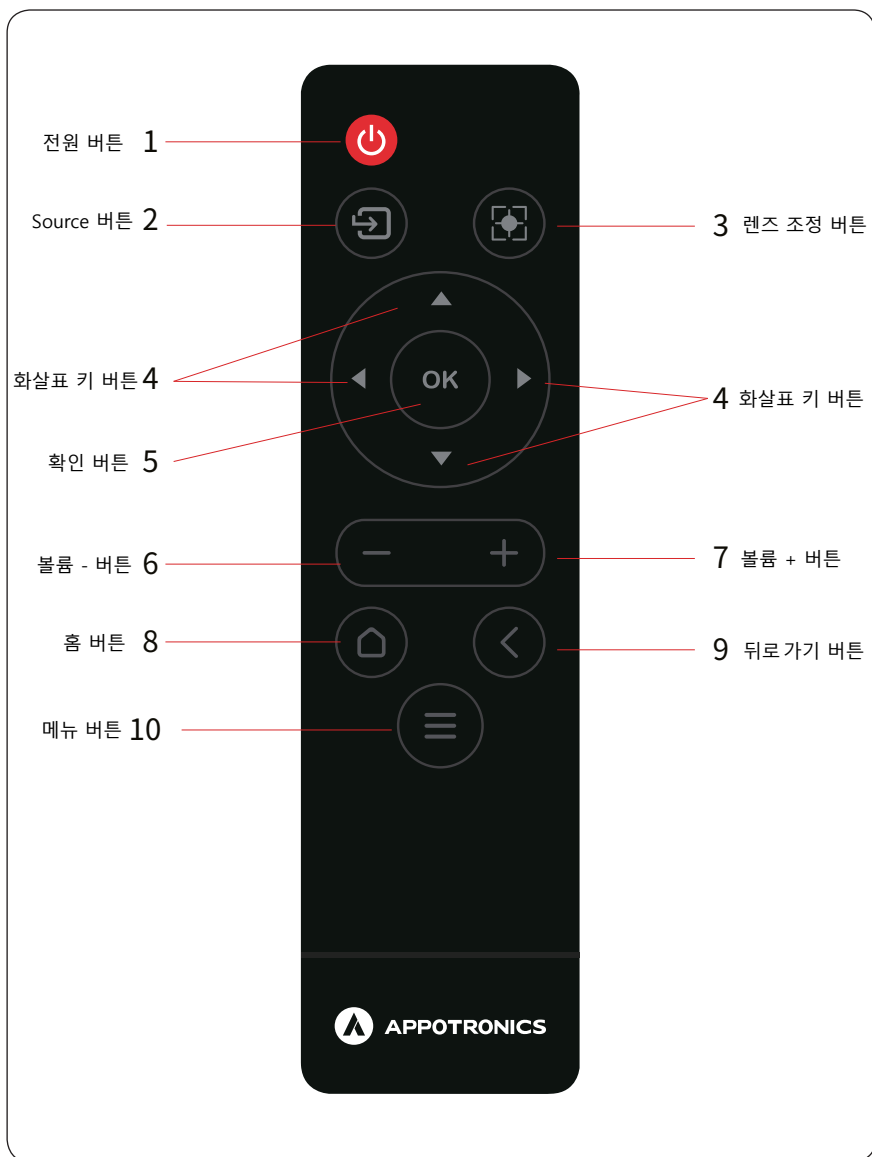 전원 버튼 1
Source 버튼 2
3 렌즈 조정 버튼
화살표 키 버튼 4
OK
4 화살표 키 버튼
확인 버튼 5
볼륨 - 버튼 6
7 볼륨 + 버튼
홈 버튼 8
9 뒤로가기 버튼
메뉴 버튼 10
APPOTRONICS